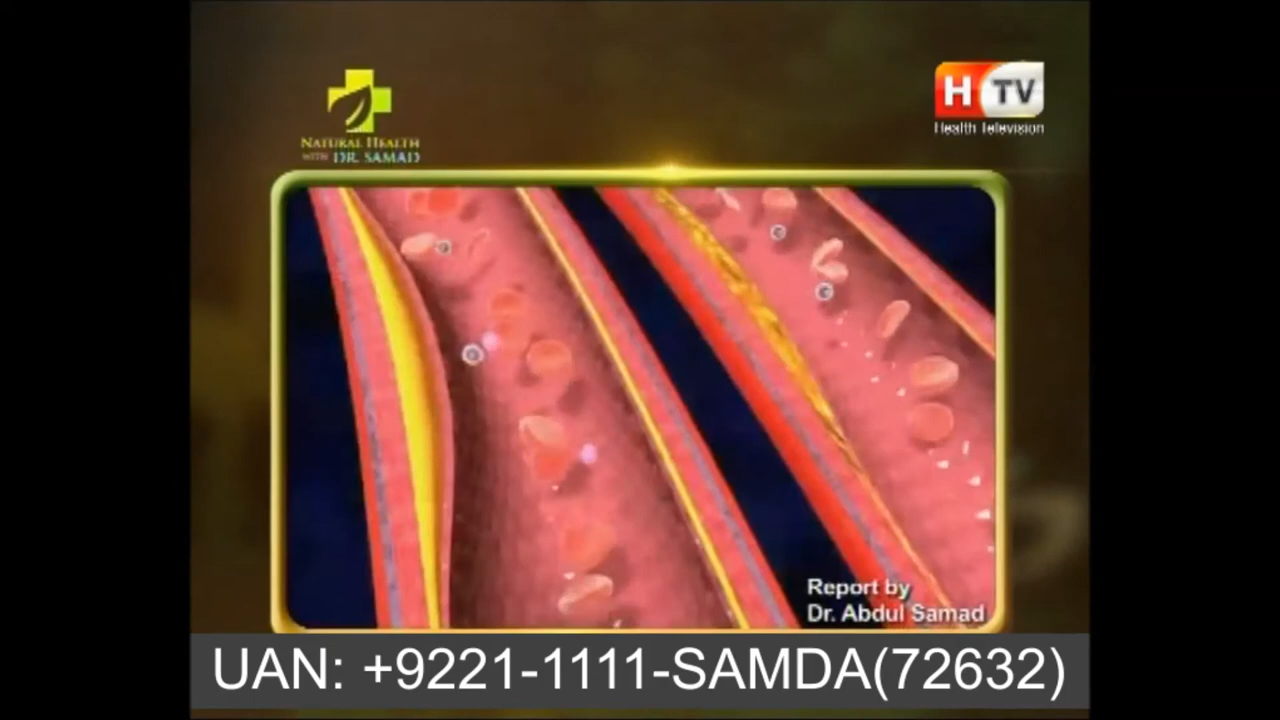 NATURAL HEALTH
WITH DR. SAMAD
H TV
Health Television
Report by
Dr. Abdul Samad
UAN: +9221-1111-SAMDA(72632)